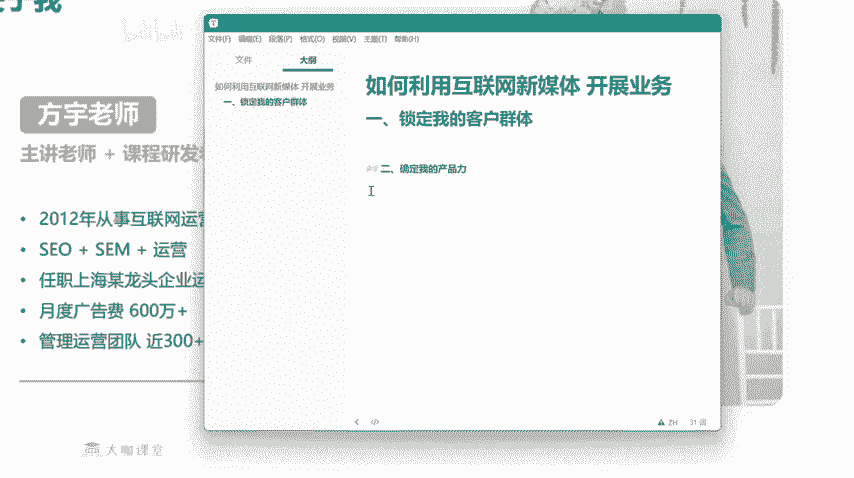 于我
方宇老师
主讲老师 + 课程研发
2012年从事互联网运营
SEO + SEM + 运营
任职上海某龙头企业运
月度广告费 600万+
管理运营团队 近300+
大咖课堂
文件(F) 编辑(E) 段落(P) 格式(O) 视图(V) 主题(T) 帮助(H)
文件 大纲
如何利用互联网新媒体 开展业务
一、锁定我的客户群体
如何利用互联网新媒体 开展业务
一、锁定我的客户群体
## 二、确定我的产品力
ZH 31 词